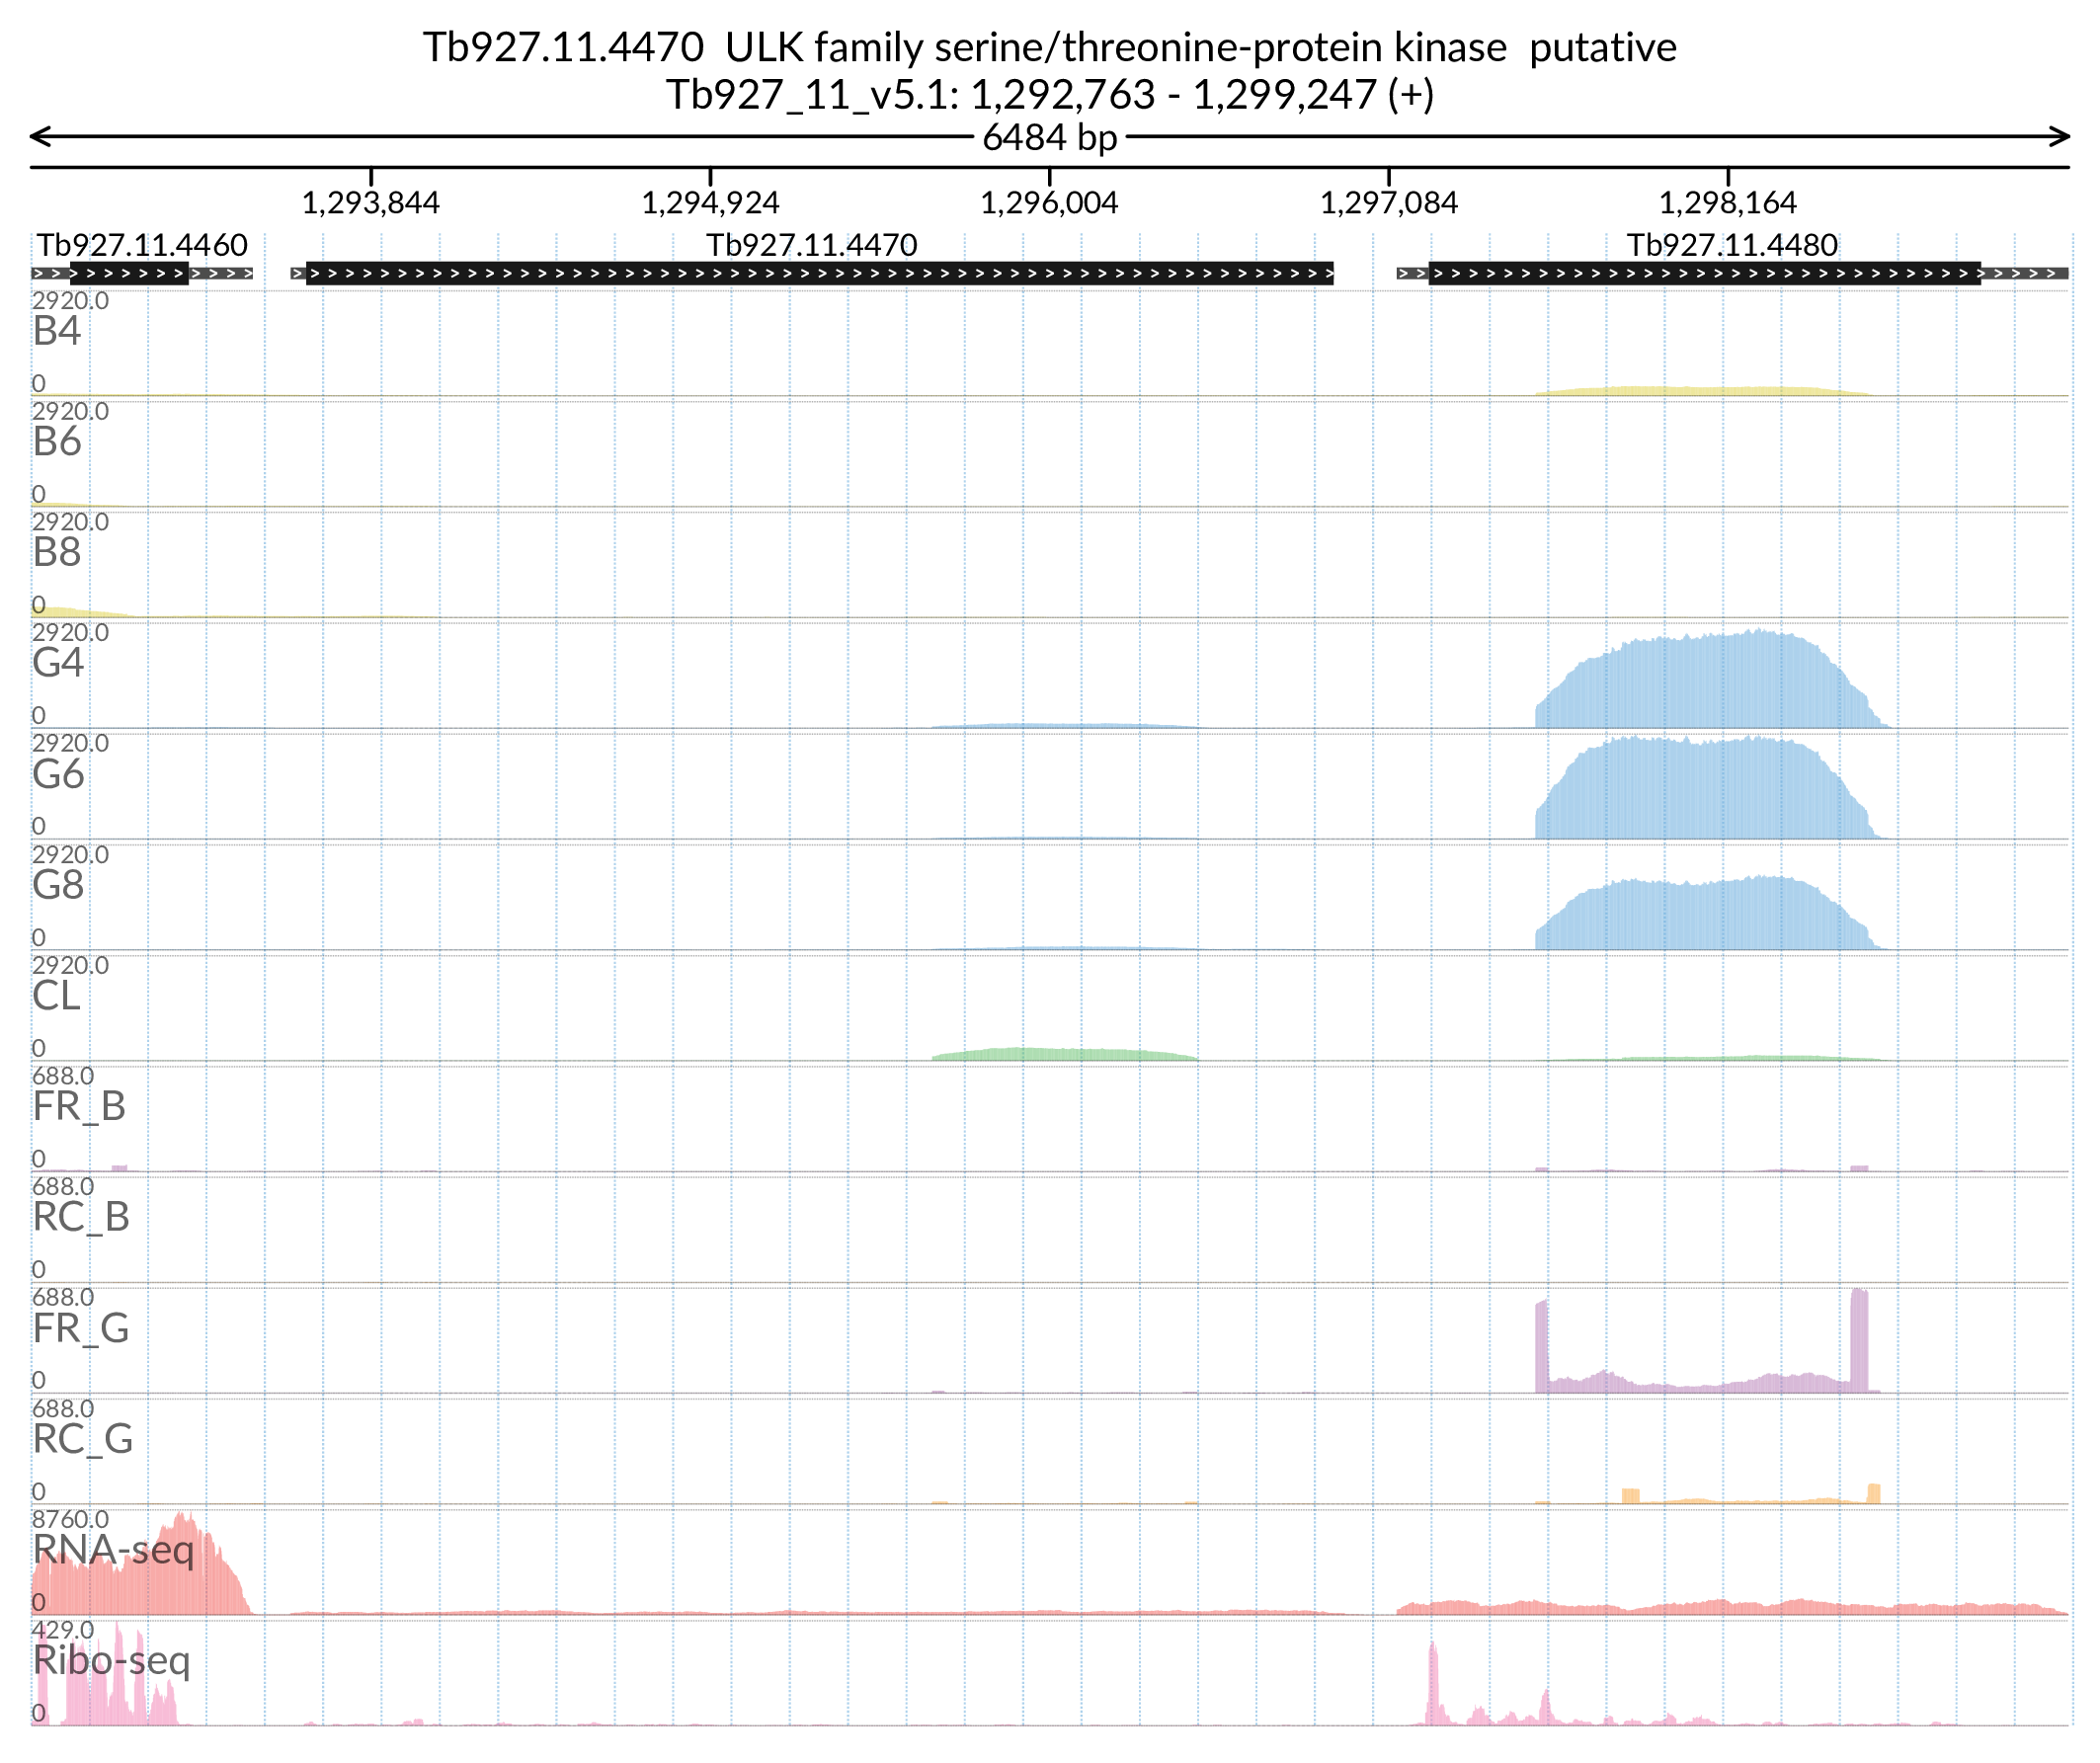 Tb927.11.4470 ULK family serine/threonine-protein kinase putative
Tb927_11_v5.1: 1,292,763 - 1,299,247 (+)
6484 bp
1,293,844 1,294,924 1,296,004 1,297,084 1,298,164
Tb927.11.4460 Tb927.11.4470 Tb927.11.4480
2920.0
B4
0
2920.0
B6
0
2920.0
B8
0
2920.0
G4
0
2920.0
G6
0
2920.0
G8
0
2920.0
CL
0
688.0
FR_B
0
688.0
RC_B
0
688.0
FR_G
0
688.0
RC_G
0
8760.0
RNA-seq
0
429.0
Ribo-seq
0